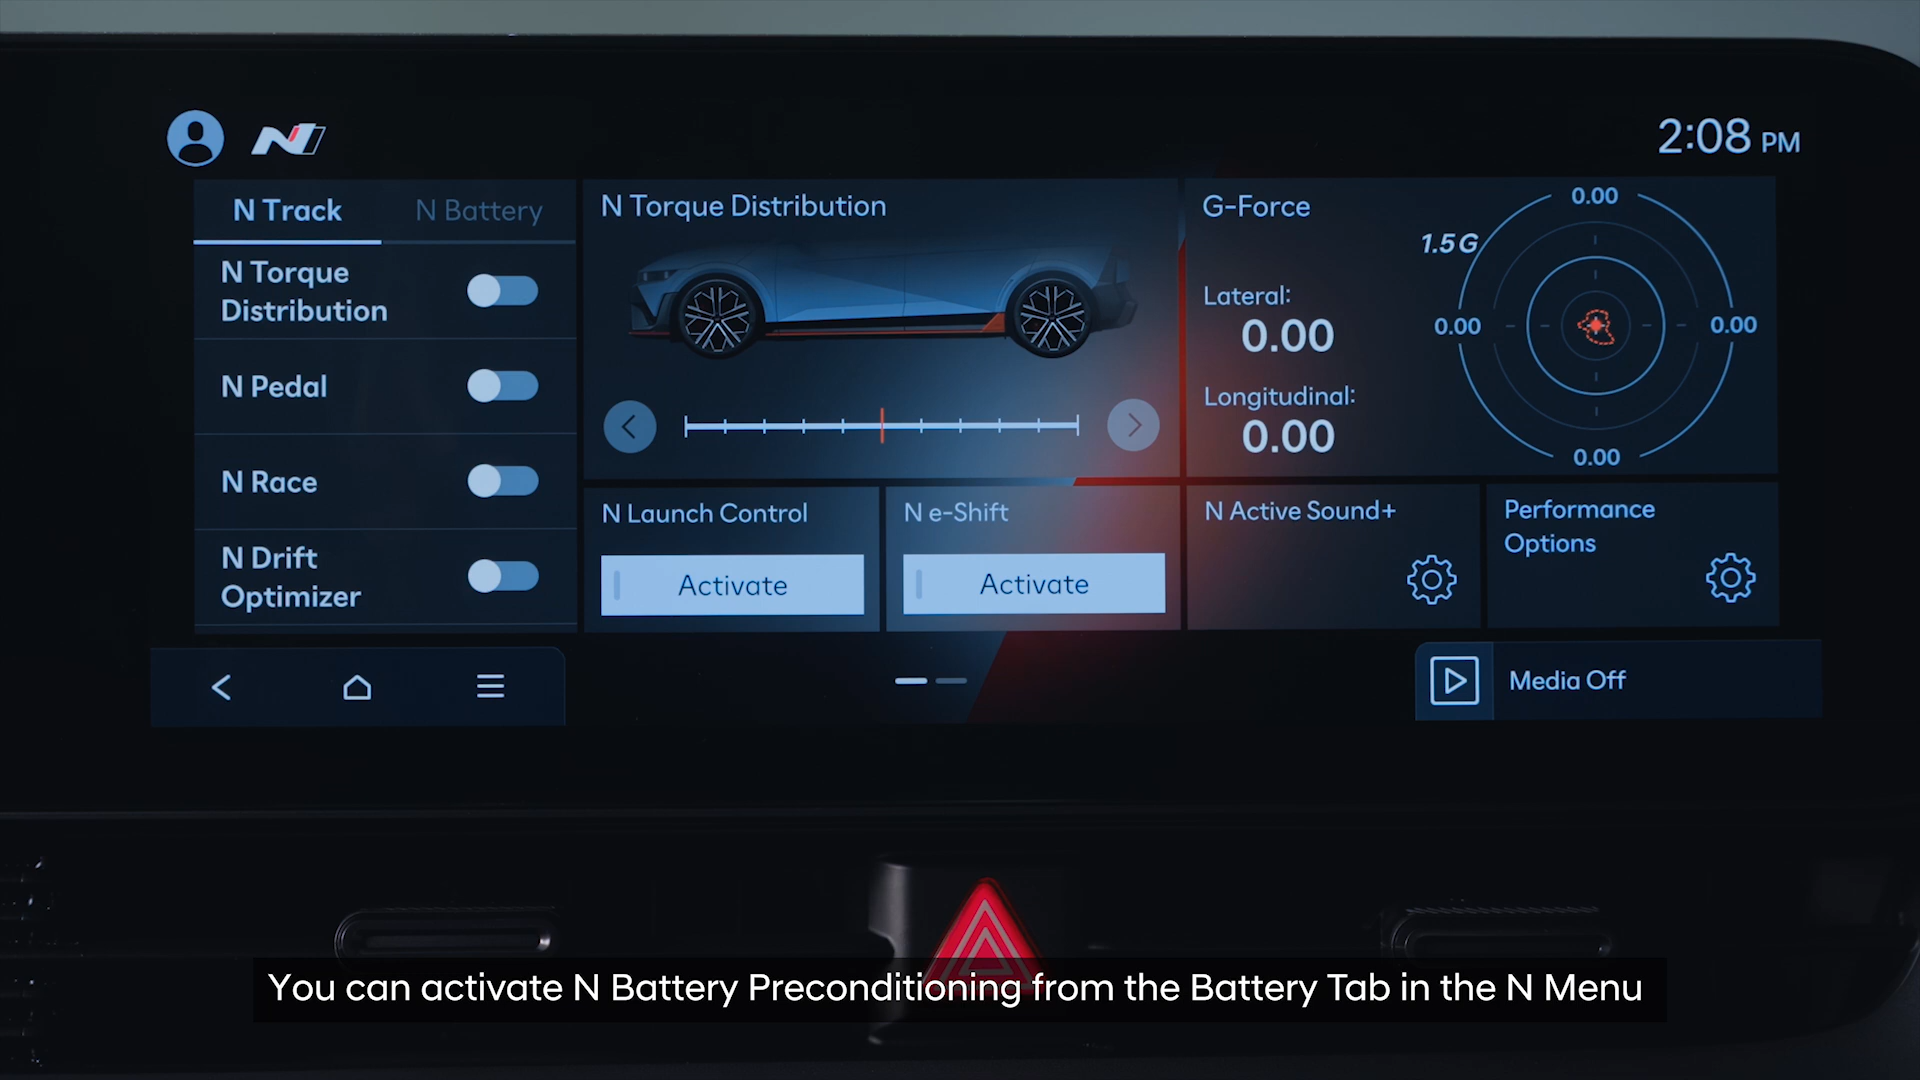 2:08 PM
N Track
N Battery
N Torque
Distribution
N Pedal
N Race
N Drift
Optimizer
N Torque Distribution
G-Force
1.5G
0.00
0.00
0.00
0.00
Lateral:
0.00
Longitudinal:
0.00
N Launch Control
Activate
N e-Shift
Activate
N Active Sound+
Performance
Options
Media Off
You can activate N Battery Preconditioning from the Battery Tab in the N Menu